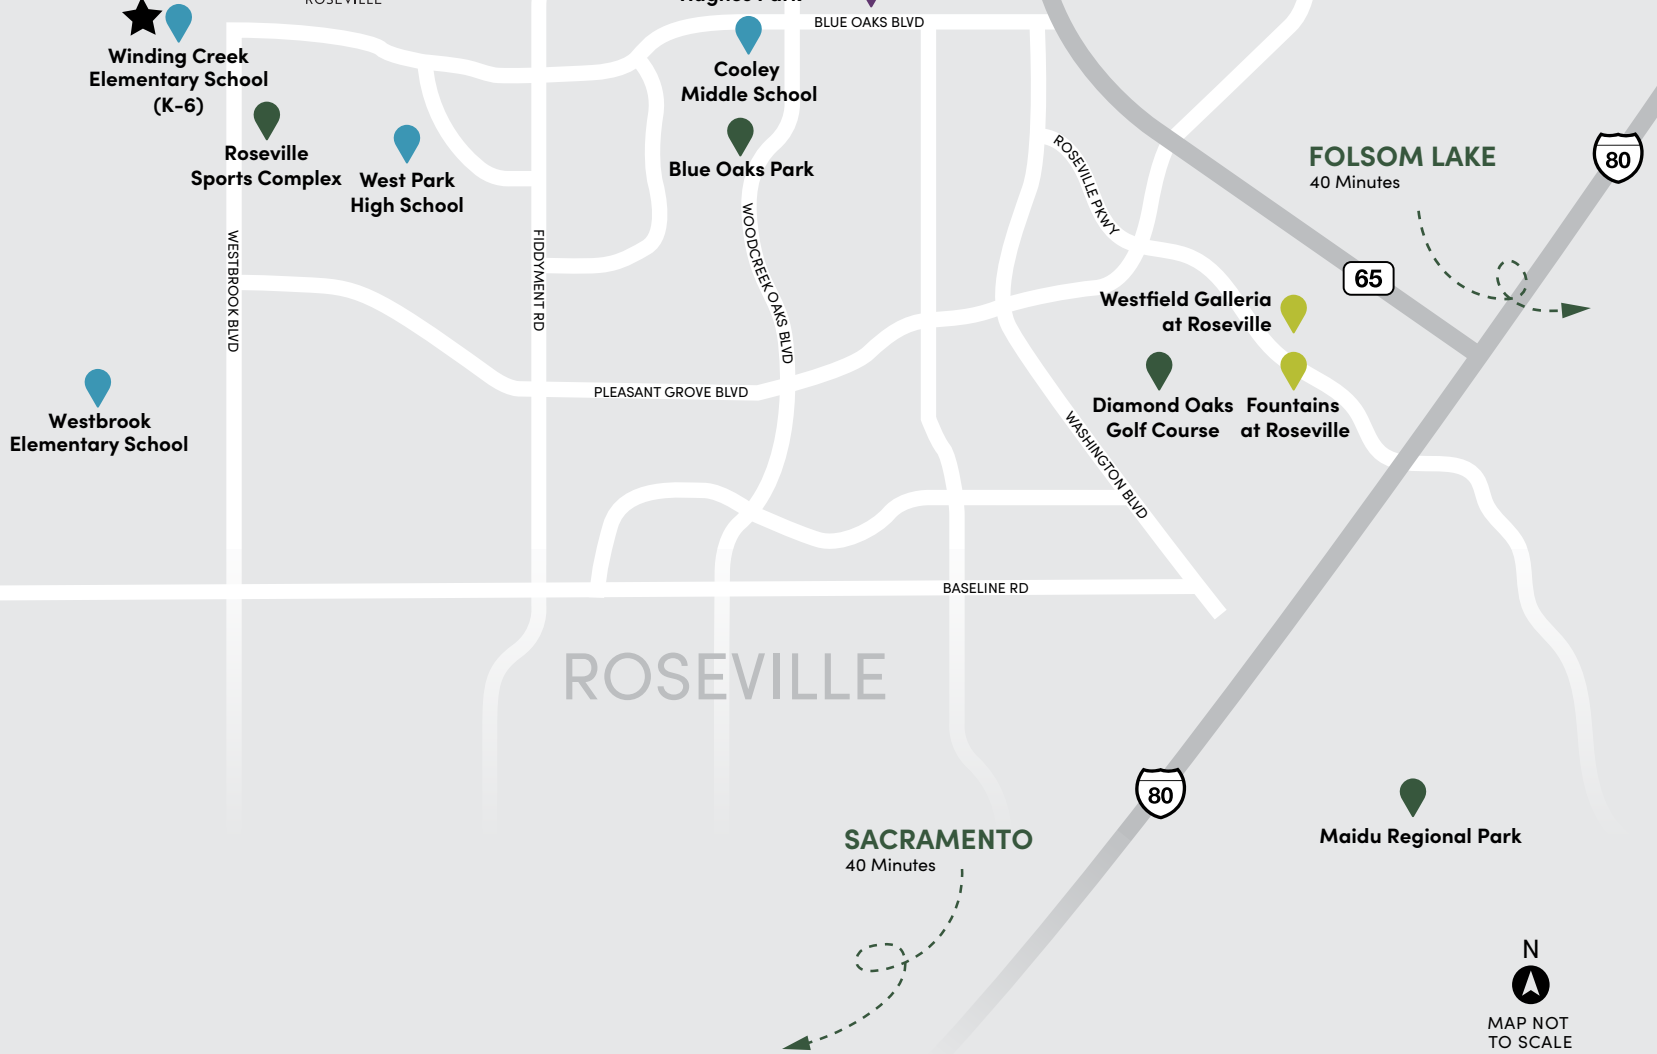 ROSEVILLE
Hughes Park
BLUE OAKS BLVD
Winding Creek
Elementary School
(K-6)
Cooley
Middle School
Roseville
Sports Complex
West Park
High School
Blue Oaks Park
ROSEVILLE PKWY
FOLSOM LAKE
40 Minutes
80
WESTBROOK BLVD
FIDDYMENT RD
WOODCREEK OAKS BLVD
65
Westfield Galleria
at Roseville
PLEASANT GROVE BLVD
Westbrook
Elementary School
Diamond Oaks
Golf Course
Fountains
at Roseville
WASHINGTON BLVD
BASELINE RD
ROSEVILLE
80
SACRAMENTO
40 Minutes
Maidu Regional Park
N
MAP NOT
TO SCALE